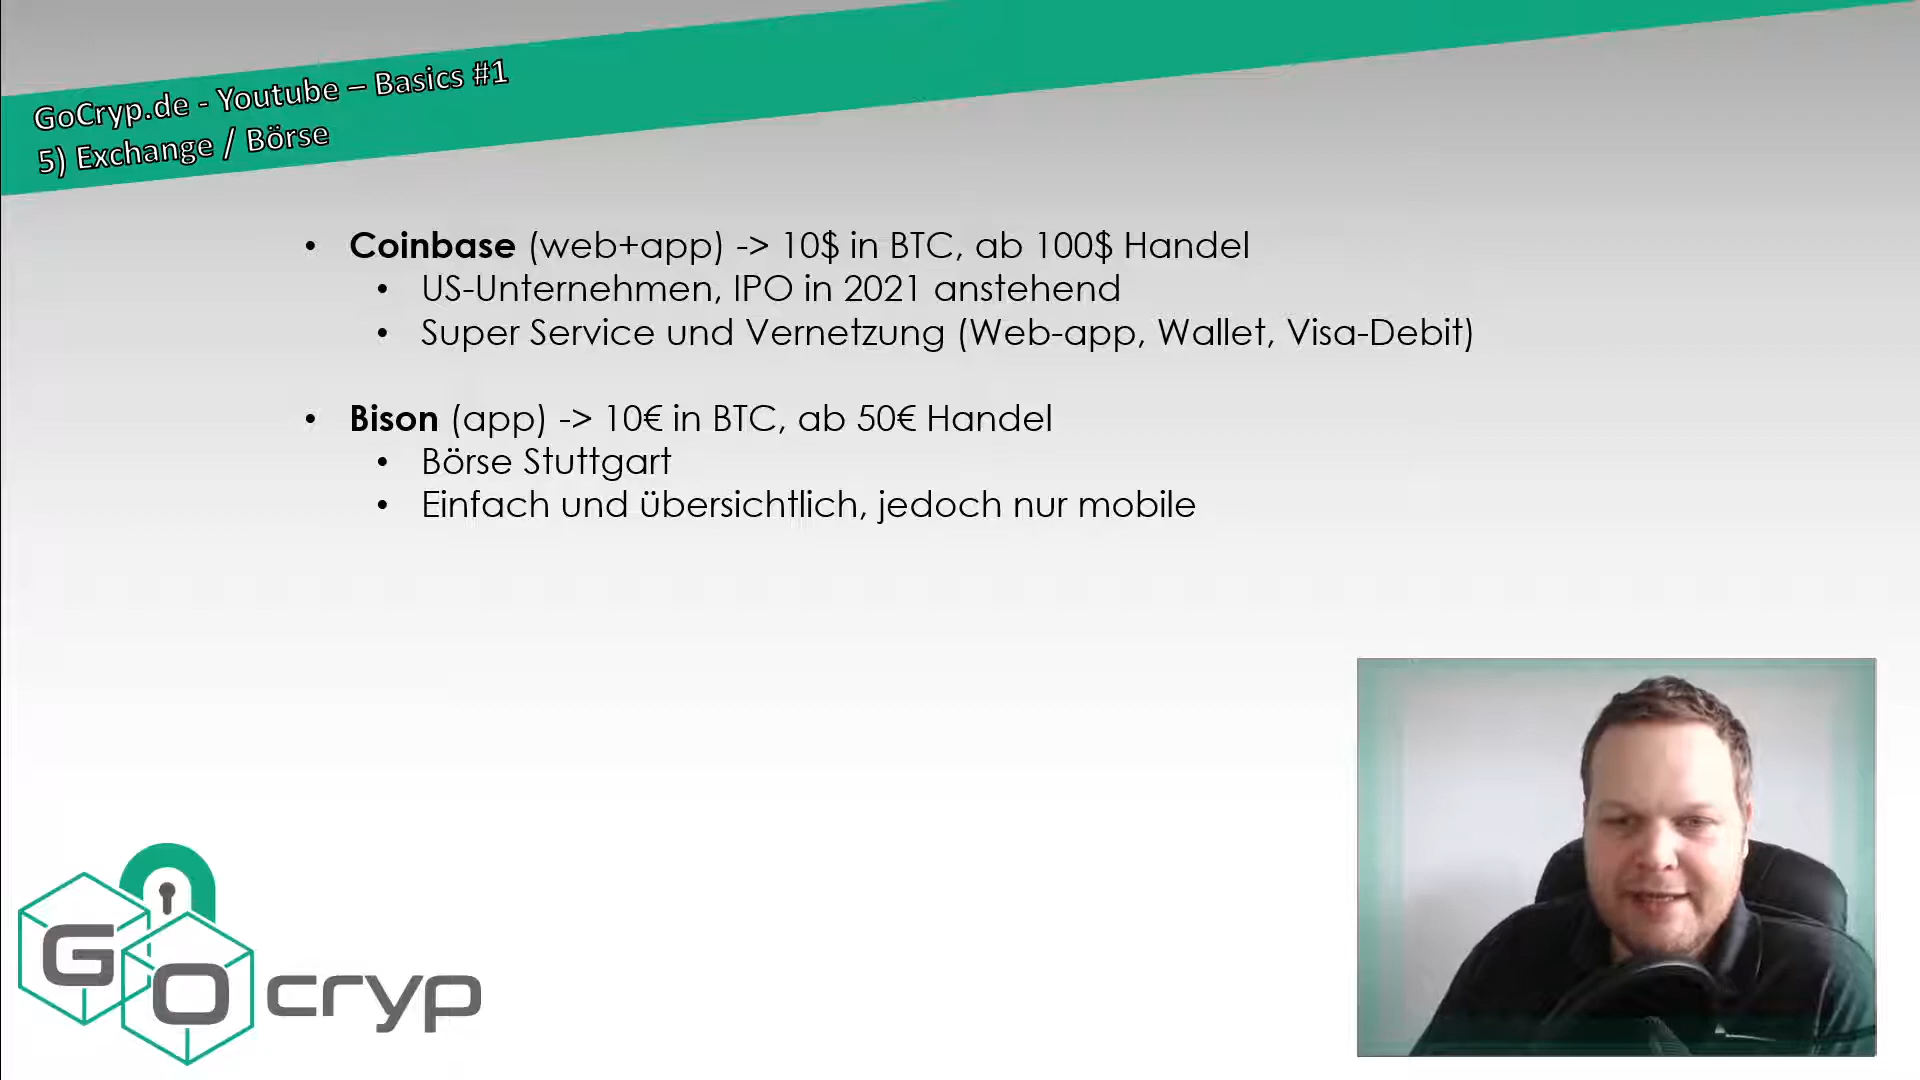 GoCryp.de - Youtube – Basics #1
5) Exchange / Börse
• Coinbase (web+app) -> 10$ in BTC, ab 100$ Handel
• US-Unternehmen, IPO in 2021 anstehend
• Super Service und Vernetzung (Web-app, Wallet, Visa-Debit)
• Bison (app) -> 10€ in BTC, ab 50€ Handel
• Börse Stuttgart
• Einfach und übersichtlich, jedoch nur mobile
GO cryp